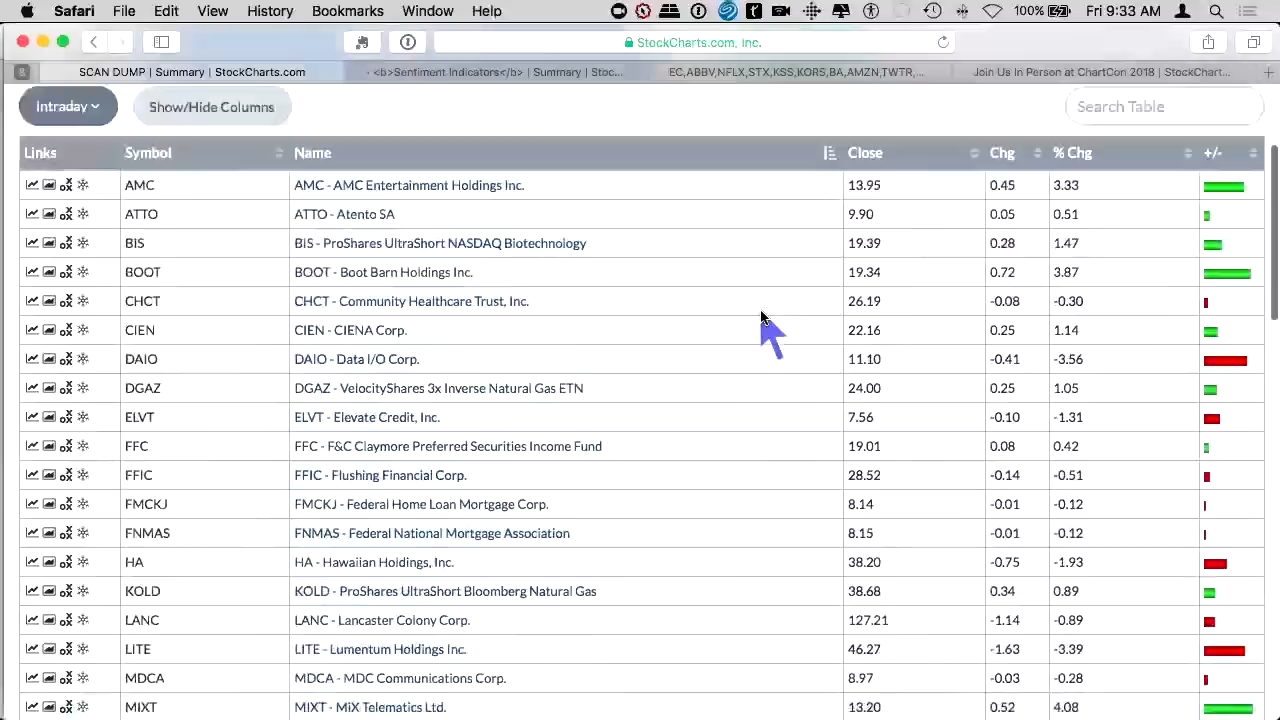 Safari File Edit View History Bookmarks Window Help 100% Fri 9:33 AM
StockCharts.com, Inc.
SCAN DUMP | Summary | StockCharts.com <b>Sentiment Indicators</b> | Summary | Stoc... EC,ABBV,NFLX,STX,KSS,KORS,BA,AMZN,TWTR,... Join Us In Person at ChartCon 2018 | StockChart...
Intraday Show/Hide Columns Search Table
Links Symbol Name Close Chg % Chg +/-
AMC AMC - AMC Entertainment Holdings Inc. 13.95 0.45 3.33
ATTO ATTO - Atento SA 9.90 0.05 0.51
BIS BIS - ProShares UltraShort NASDAQ Biotechnology 19.39 0.28 1.47
BOOT BOOT - Boot Barn Holdings Inc. 19.34 0.72 3.87
CHCT CHCT - Community Healthcare Trust, Inc. 26.19 -0.08 -0.30
CIEN CIEN - CIENA Corp. 22.16 0.25 1.14
DAIO DAIO - Data I/O Corp. 11.10 -0.41 -3.56
DGAZ DGAZ - VelocityShares 3x Inverse Natural Gas ETN 24.00 0.25 1.05
ELVT ELVT - Elevate Credit, Inc. 7.56 -0.10 -1.31
FFC FFC - F&C Claymore Preferred Securities Income Fund 19.01 0.08 0.42
FFIC FFIC - Flushing Financial Corp. 28.52 -0.14 -0.51
FMCKJ FMCKJ - Federal Home Loan Mortgage Corp. 8.14 -0.01 -0.12
FNMAS FNMAS - Federal National Mortgage Association 8.15 -0.01 -0.12
HA HA - Hawaiian Holdings, Inc. 38.20 -0.75 -1.93
KOLD KOLD - ProShares UltraShort Bloomberg Natural Gas 38.68 0.34 0.89
LANC LANC - Lancaster Colony Corp. 127.21 -1.14 -0.89
LITE LITE - Lumentum Holdings Inc. 46.27 -1.63 -3.39
MDCA MDCA - MDC Communications Corp. 8.97 -0.03 -0.28
MIXT MIXT - MiX Telematics Ltd. 13.20 0.52 4.08